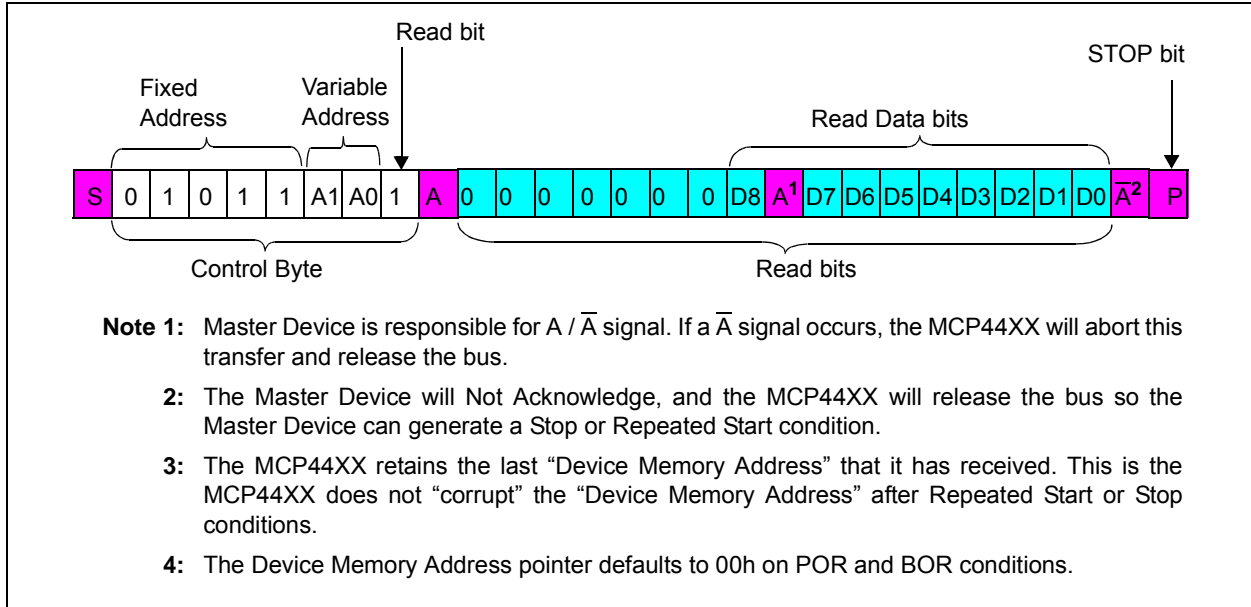 Read bit
STOP bit
Fixed Address
Variable Address
Read Data bits
S 0 1 0 1 1 A1 A0 1 A 0 0 0 0 0 0 0 D8 A¹ D7 D6 D5 D4 D3 D2 D1 D0 A̅² P
Control Byte
Read bits
Note 1: Master Device is responsible for A / A̅ signal. If a A̅ signal occurs, the MCP44XX will abort this
transfer and release the bus.
2: The Master Device will Not Acknowledge, and the MCP44XX will release the bus so the
Master Device can generate a Stop or Repeated Start condition.
3: The MCP44XX retains the last “Device Memory Address” that it has received. This is the
MCP44XX does not “corrupt” the “Device Memory Address” after Repeated Start or Stop
conditions.
4: The Device Memory Address pointer defaults to 00h on POR and BOR conditions.